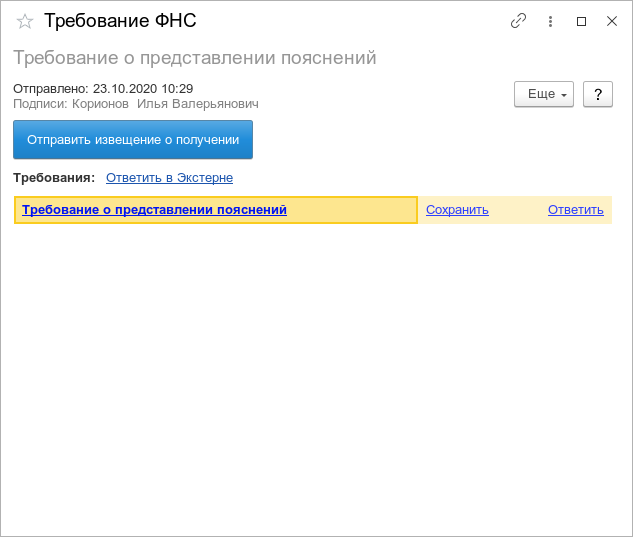 Требование ФНС
Требование о представлении пояснений
Отправлено: 23.10.2020 10:29
Подписи: Корионов Илья Валерьянович
Еще
?
Отправить извещение о получении
Требования: Ответить в Экстерне
Требование о представлении пояснений Сохранить Ответить